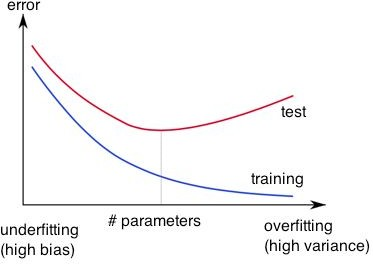 error
test
training
underfitting
(high bias)
# parameters
overfitting
(high variance)